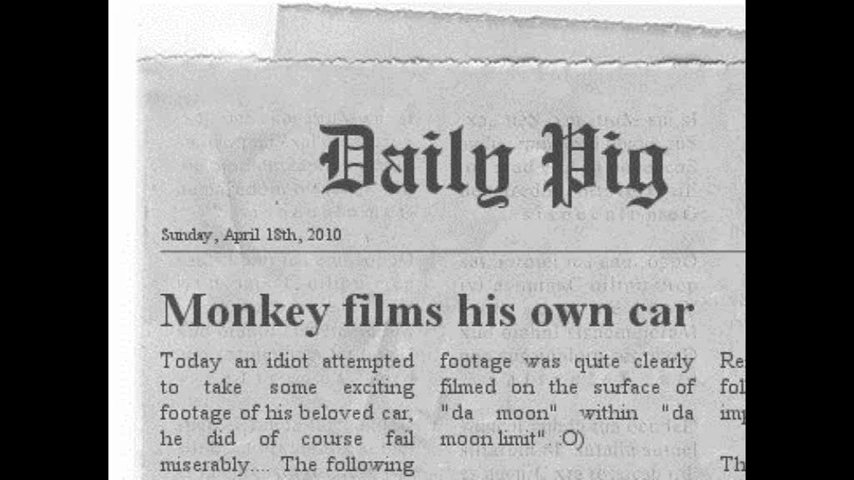 Daily Pig
Sunday, April 18th, 2010
Monkey films his own car
Today an idiot attempted
to take some exciting
footage of his beloved car,
he did of course fail
miserably.... The following
footage was quite clearly
filmed on the surface of
"da moon" within "da
moon limit" :O)